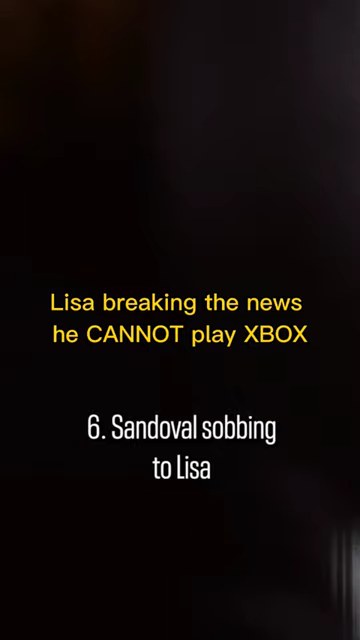 Lisa breaking the news
he CANNOT play XBOX
6. Sandoval sobbing
to Lisa